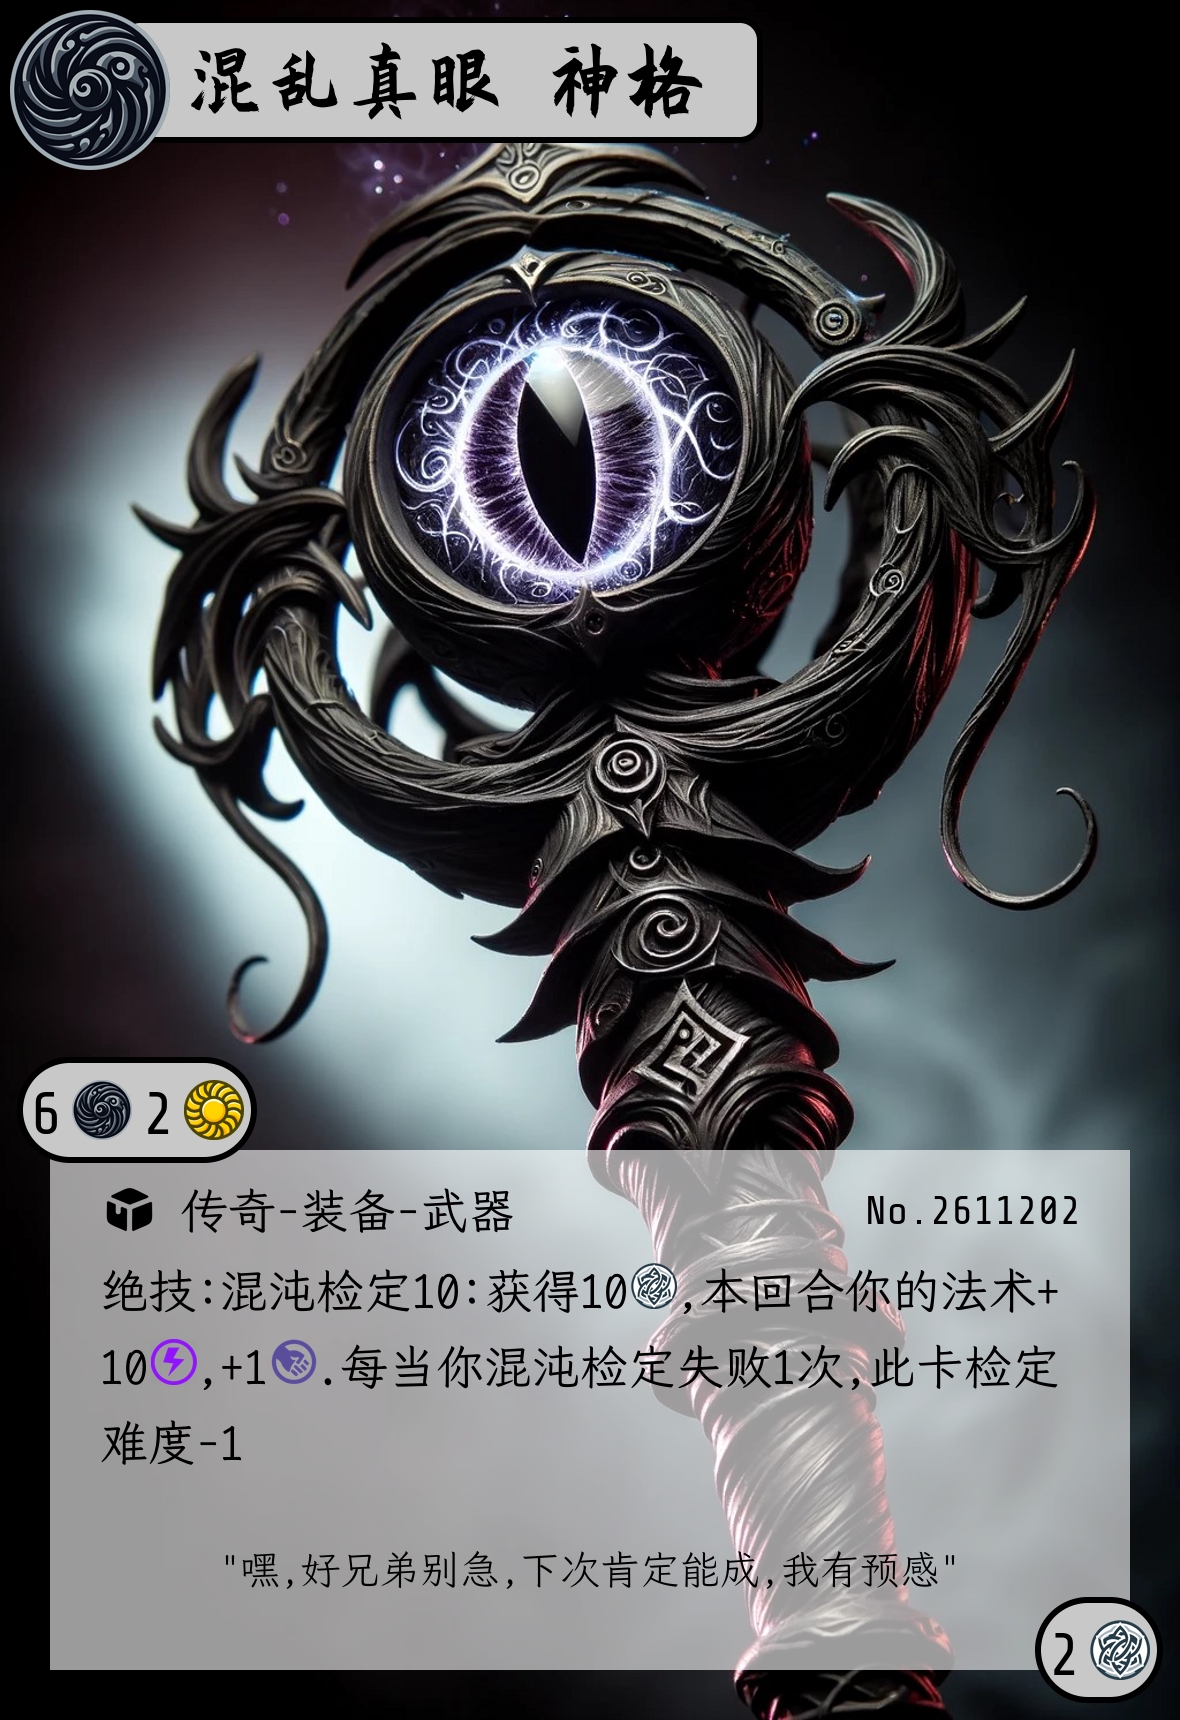 混乱真眼 神格
6 2
传奇-装备-武器 No.2611202
绝技:混沌检定10:获得10,本回合你的法术+
10,+1.每当你混沌检定失败1次,此卡检定
难度-1
"嘿,好兄弟别急,下次肯定能成,我有预感"
2